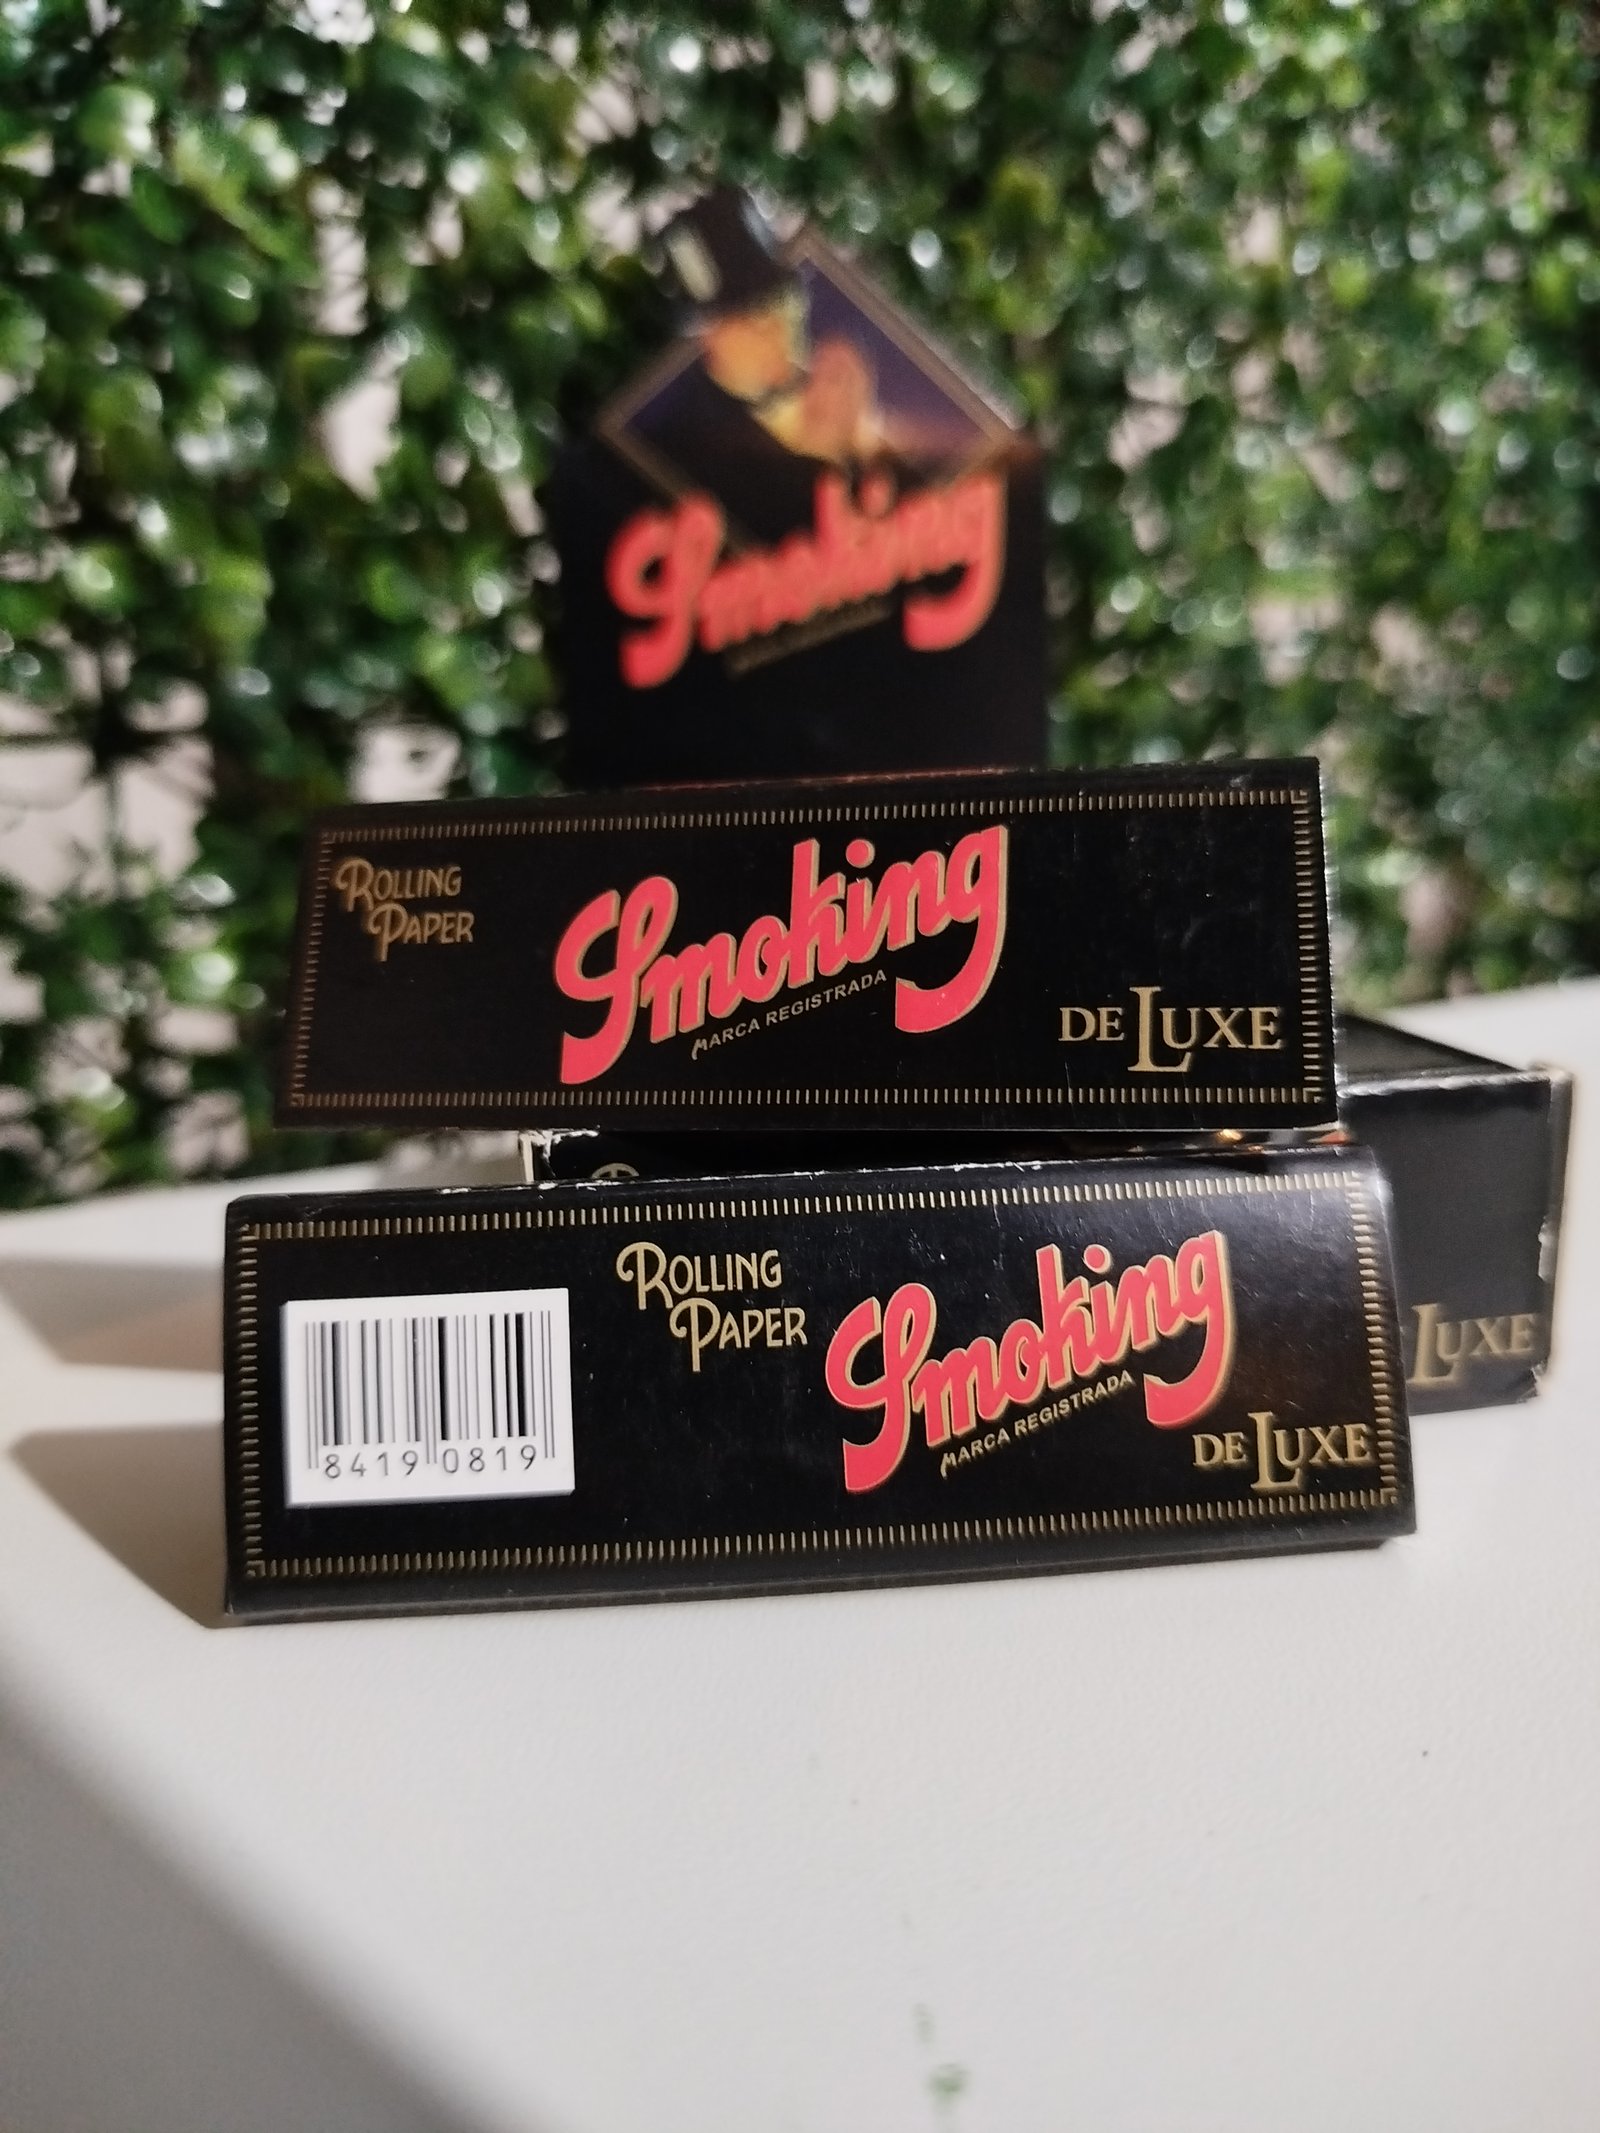 Smoking
ROLLING
PAPER
Smoking
MARCA REGISTRADA
DE LUXE
ROLLING
PAPER
Smoking
MARCA REGISTRADA
DE LUXE
8419 0819
LUXE